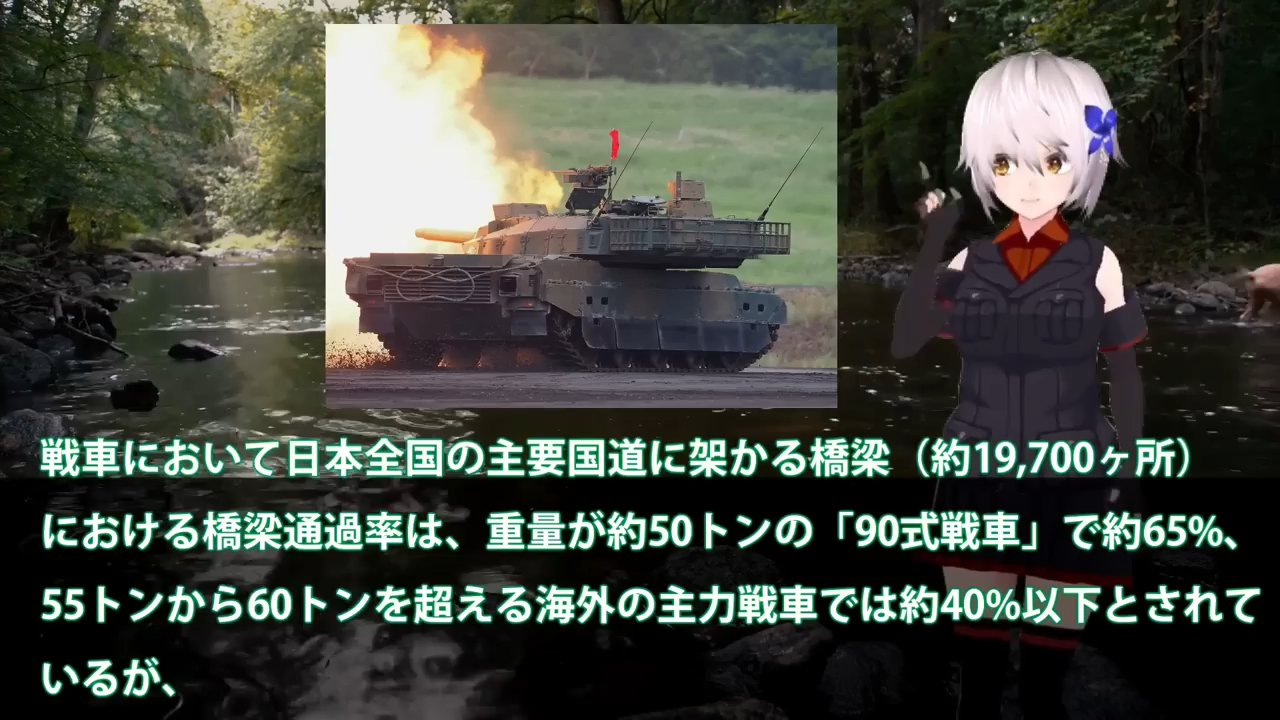 戦車において日本全国の主要国道に架かる橋梁（約19,700ヶ所）
における橋梁通過率は、重量が約50トンの「90式戦車」で約65%、
55トンから60トンを超える海外の主力戦車では約40%以下とされて
いるが、